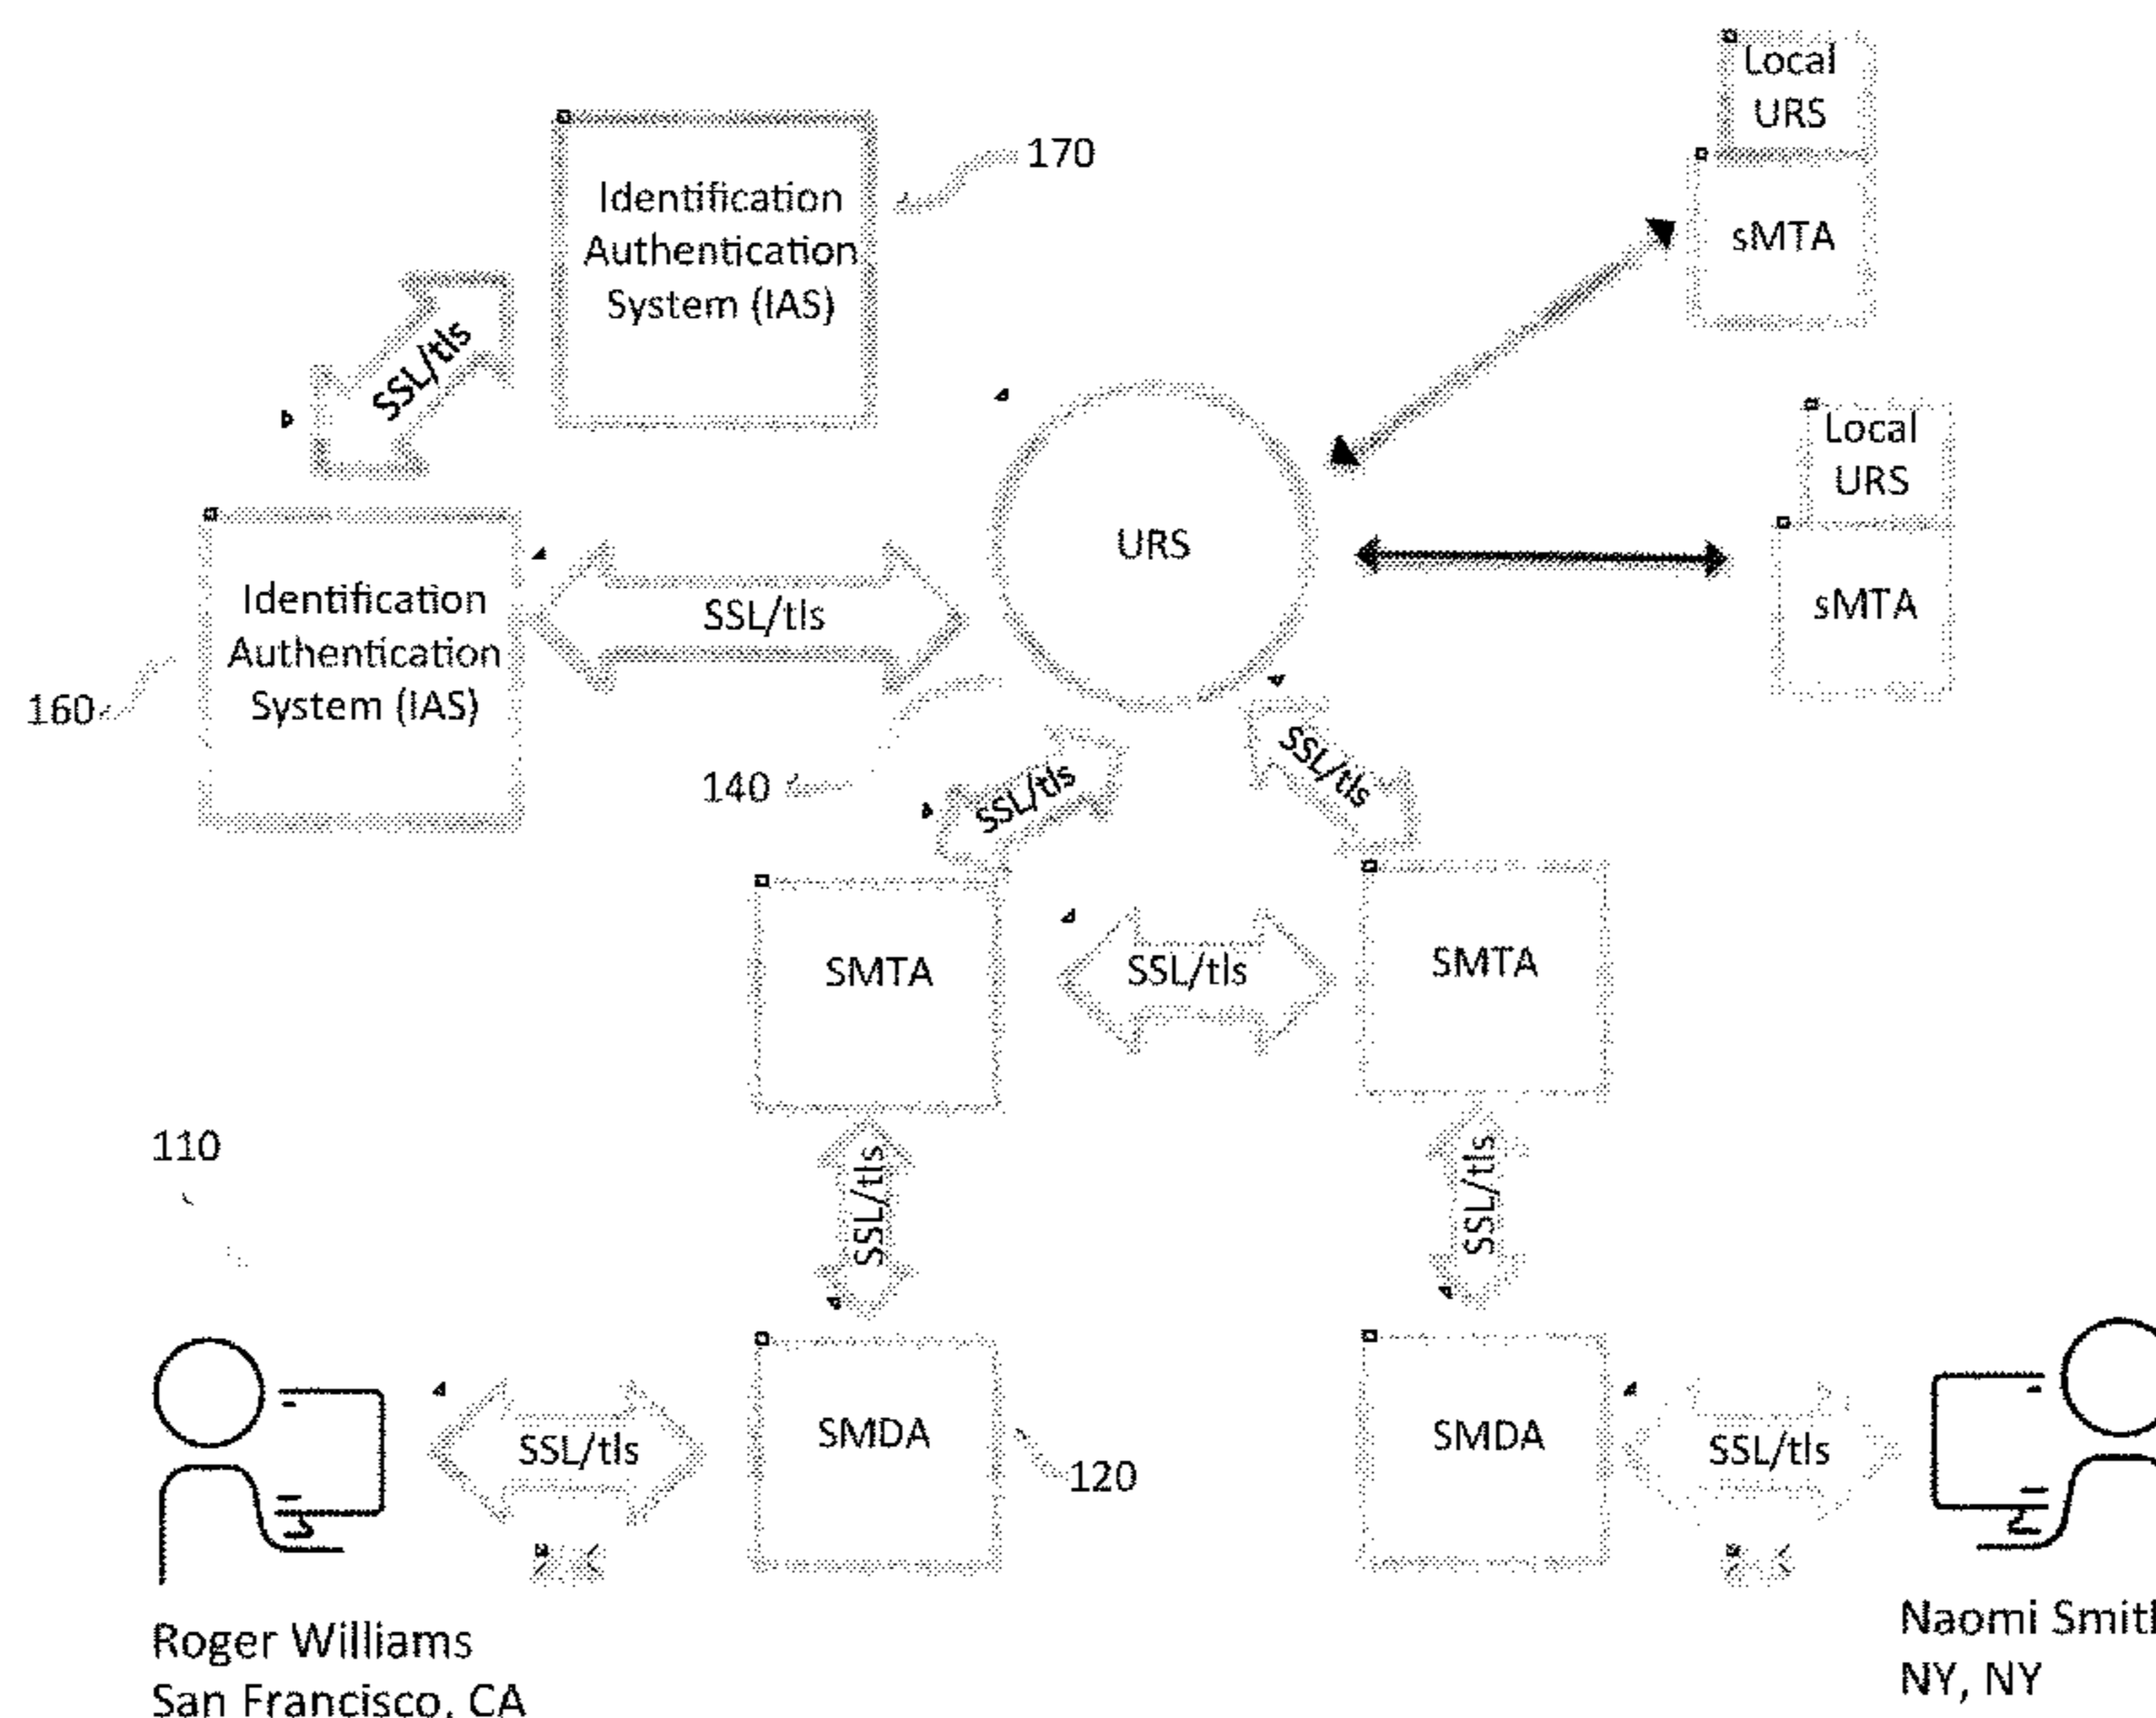 Local
URS
sMTA
170
Identification
Authentication
System (IAS)
SSL/tls
Local
URS
sMTA
URS
SSL/tls
Identification
Authentication
System (IAS)
160
140
SSL/tls
SSL/tls
SMTA
SSL/tls
SMTA
110
SSL/tls
SSL/tls
SSL/tls
SMDA
120
SMDA
SSL/tls
Roger Williams
San Francisco, CA
Naomi Smith
NY, NY